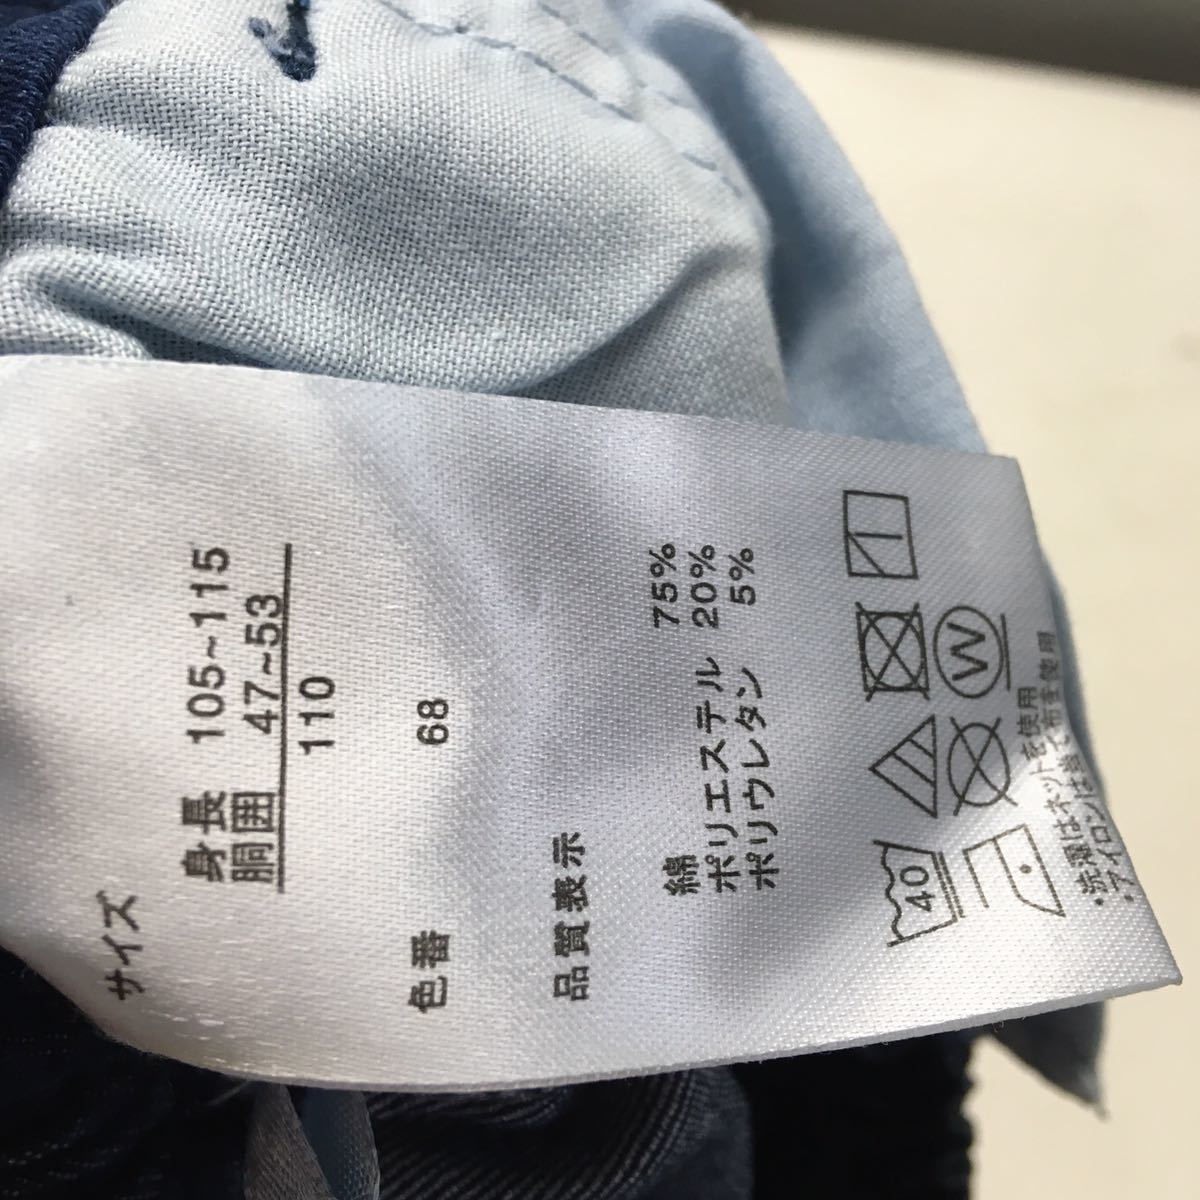 サイズ
身長 105~115
胴囲 47~53
110
色番 68
品質表示
綿 75%
ポリエステル 20%
ポリウレタン 5%
40
W
・洗濯はネットを使用
・アイロンは当て布を使用